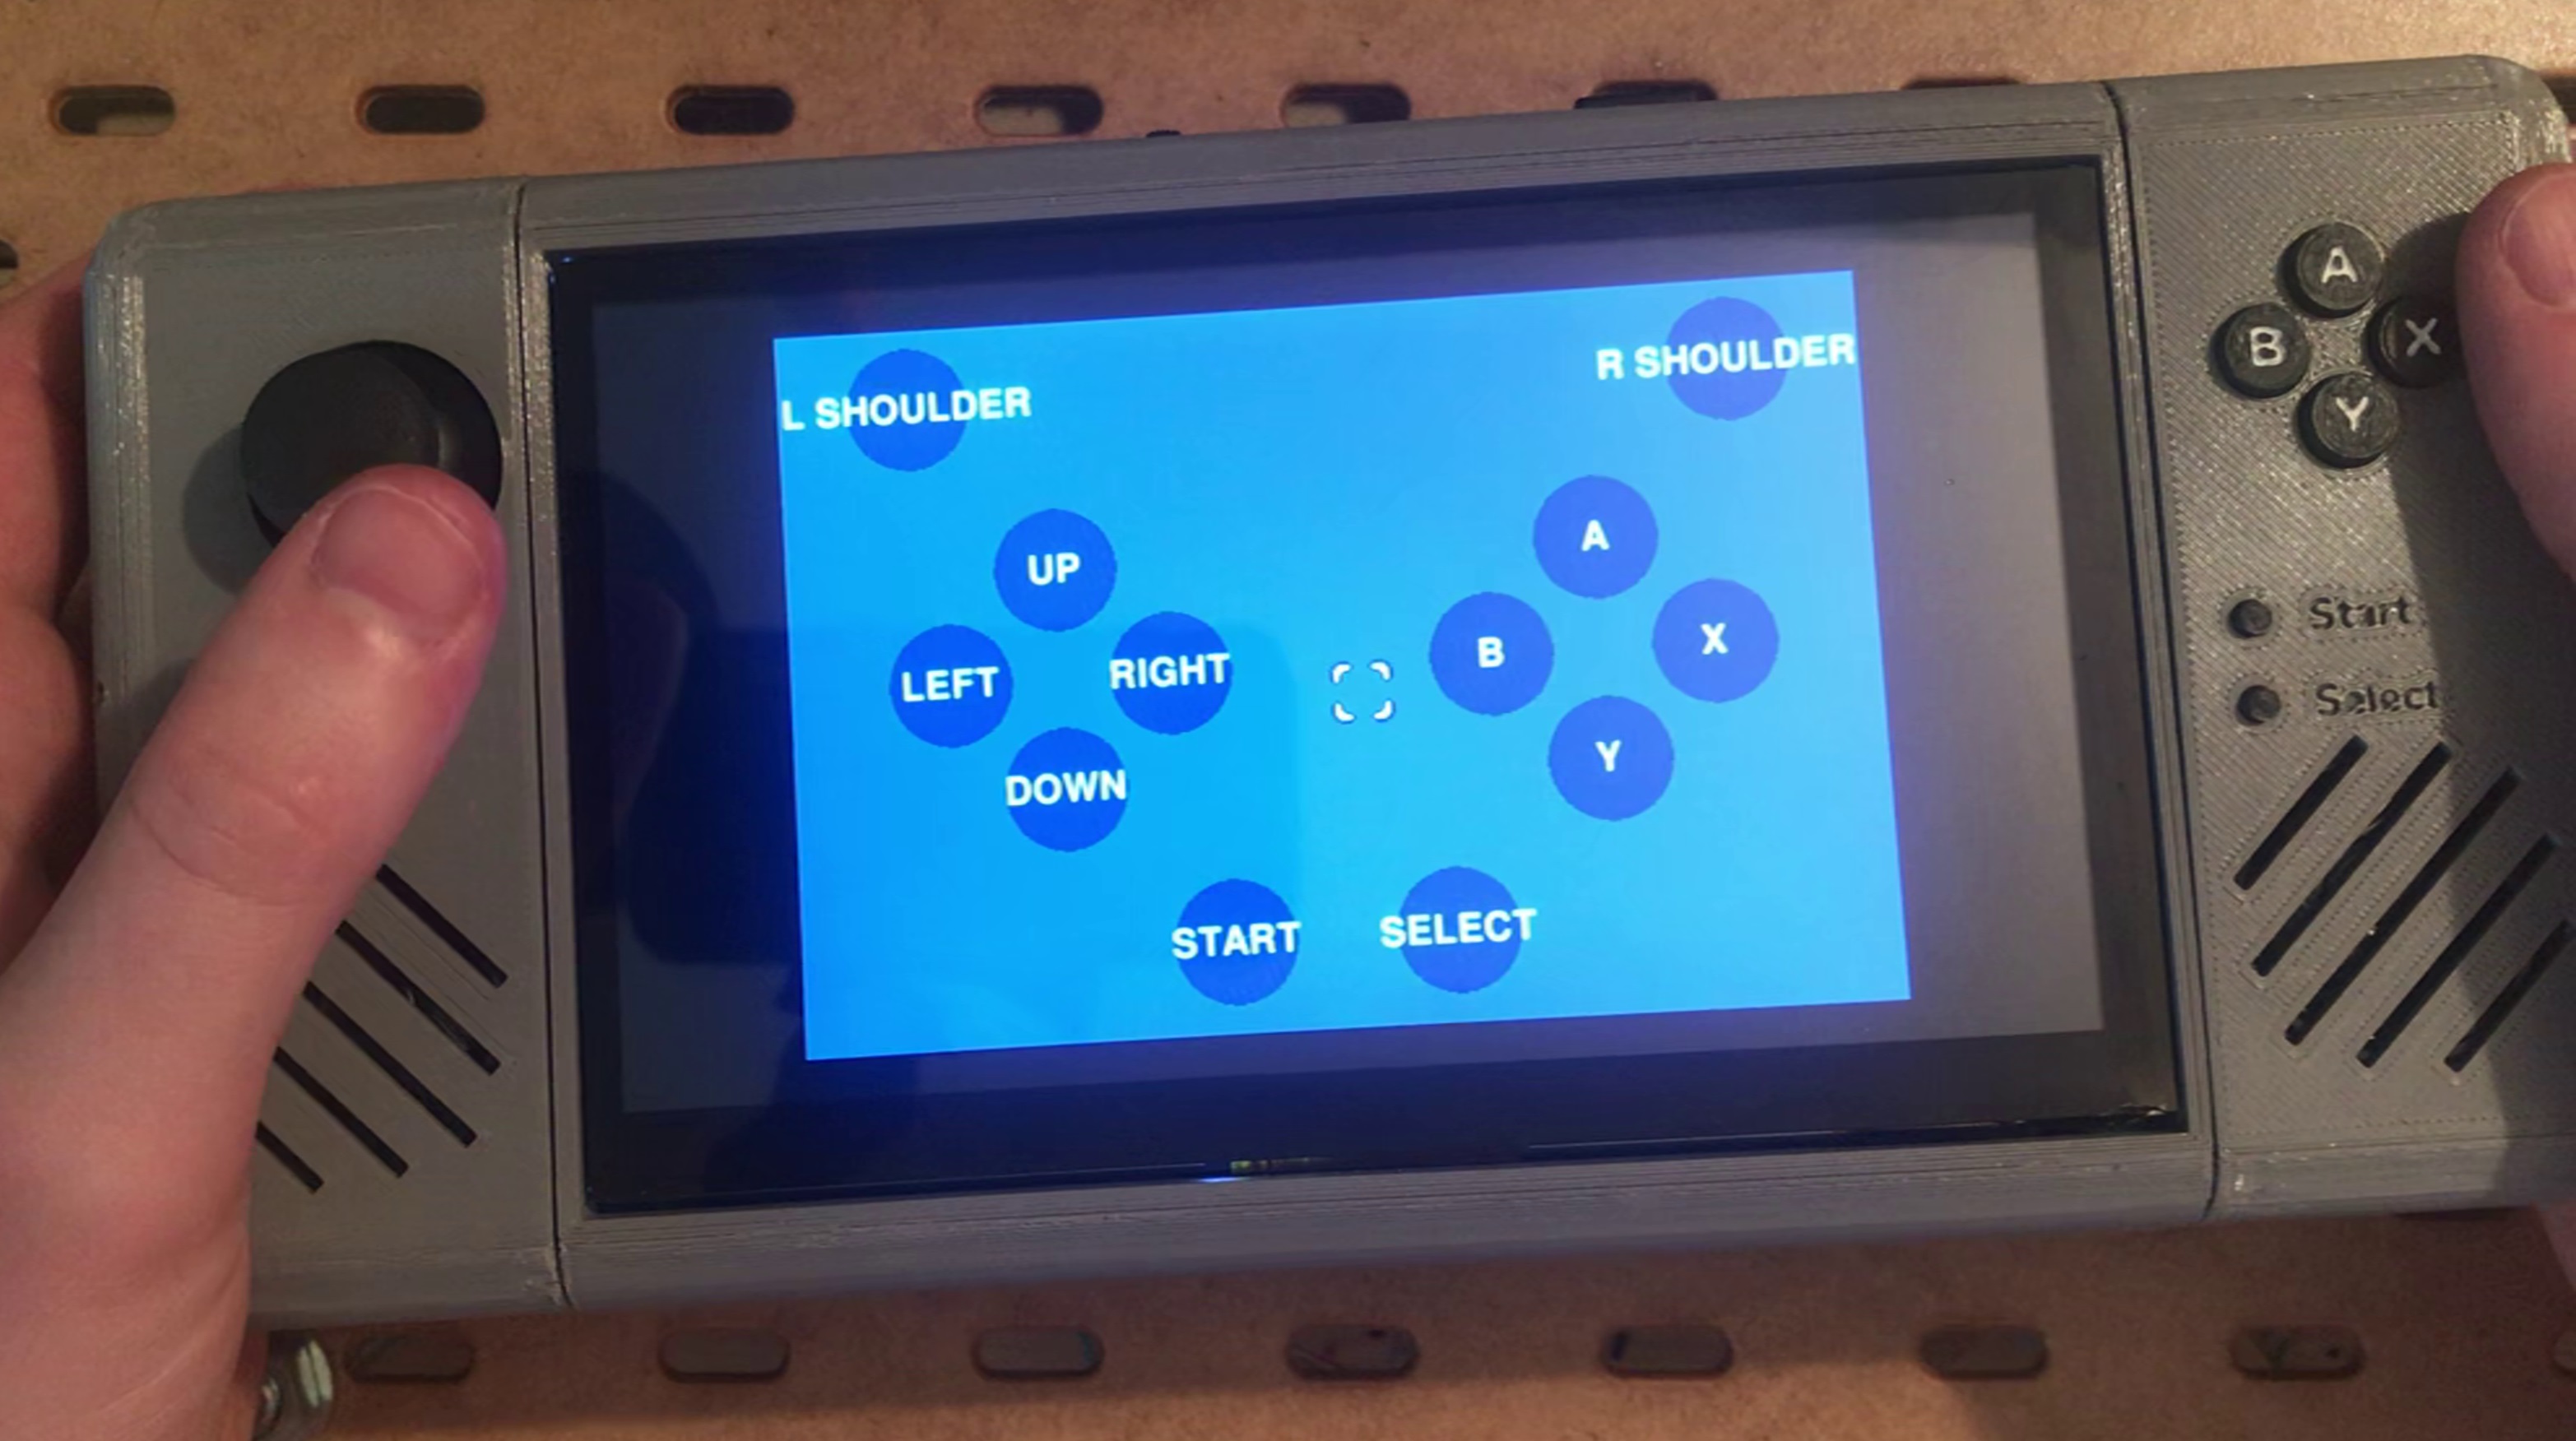 L SHOULDER
R SHOULDER
UP
LEFT
RIGHT
DOWN
A
B
X
Y
START
SELECT
A
B
X
Y
Start
Select